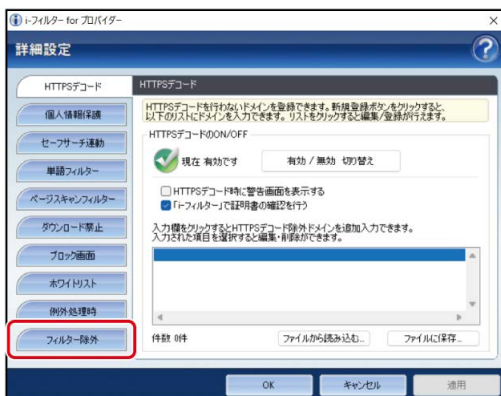 i-フィルター for プロバイダー
詳細設定
HTTPSデコード
個人情報保護
セーフサーチ連動
単語フィルター
ページスキャンフィルター
ダウンロード禁止
ブロック画面
ホワイトリスト
例外処理時
フィルター除外
HTTPSデコード
HTTPSデコードを行わないドメインを登録できます。新規登録ボタンをクリックすると、
以下のリストにドメインを入力できます。リストをクリックすると編集/登録が行えます。
HTTPSデコードのON/OFF
現在 有効です
有効 / 無効 切り替え
HTTPSデコード時に警告画面を表示する
「i-フィルター」で証明書の確認を行う
入力欄をクリックするとHTTPSデコード除外ドメインを追加入力できます。
入力された項目を選択すると編集・削除ができます。
件数 0件
ファイルから読み込む...
ファイルに保存...
OK
キャンセル
適用